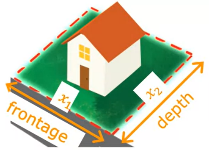 x₁
x₂
frontage
depth